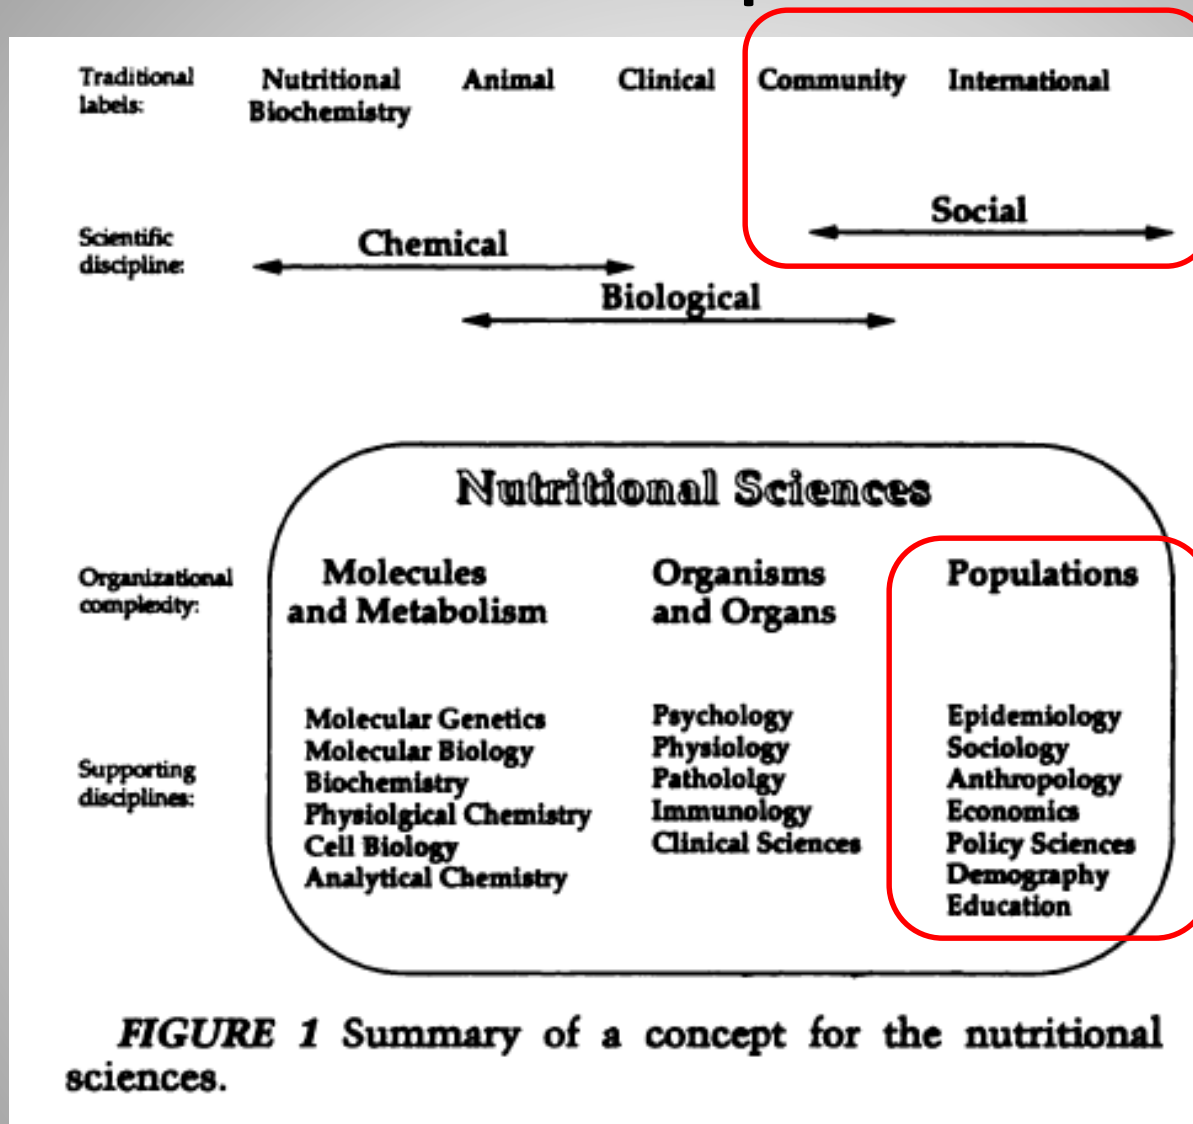 Traditional labels:
Nutritional Biochemistry
Animal
Clinical
Community
International
Scientific discipline:
Chemical
Biological
Social
Nutritional Sciences
Organizational complexity:
Molecules and Metabolism
Organisms and Organs
Populations
Supporting disciplines:
Molecular Genetics
Molecular Biology
Biochemistry
Physiolgical Chemistry
Cell Biology
Analytical Chemistry
Psychology
Physiology
Pathololgy
Immunology
Clinical Sciences
Epidemiology
Sociology
Anthropology
Economics
Policy Sciences
Demography
Education
FIGURE 1 Summary of a concept for the nutritional
sciences.